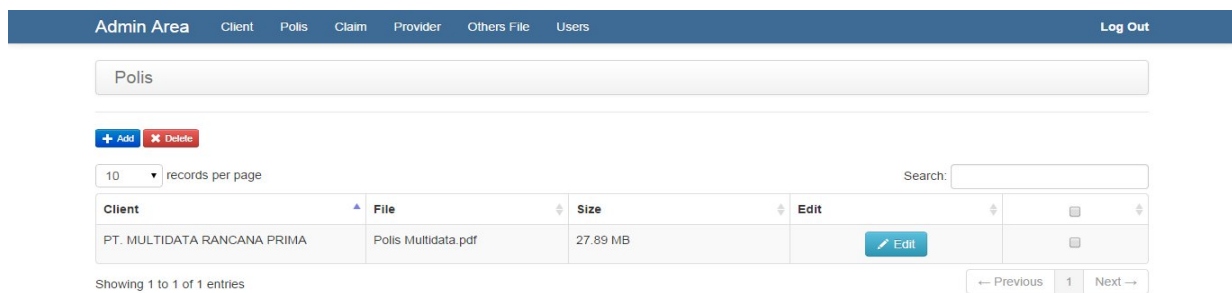 Admin Area Client Polis Claim Provider Others File Users Log Out
Polis
Add Delete
10 records per page Search:
Client File Size Edit
PT. MULTIDATA RANCANA PRIMA Polis Multidata.pdf 27.89 MB Edit
Showing 1 to 1 of 1 entries ← Previous 1 Next →